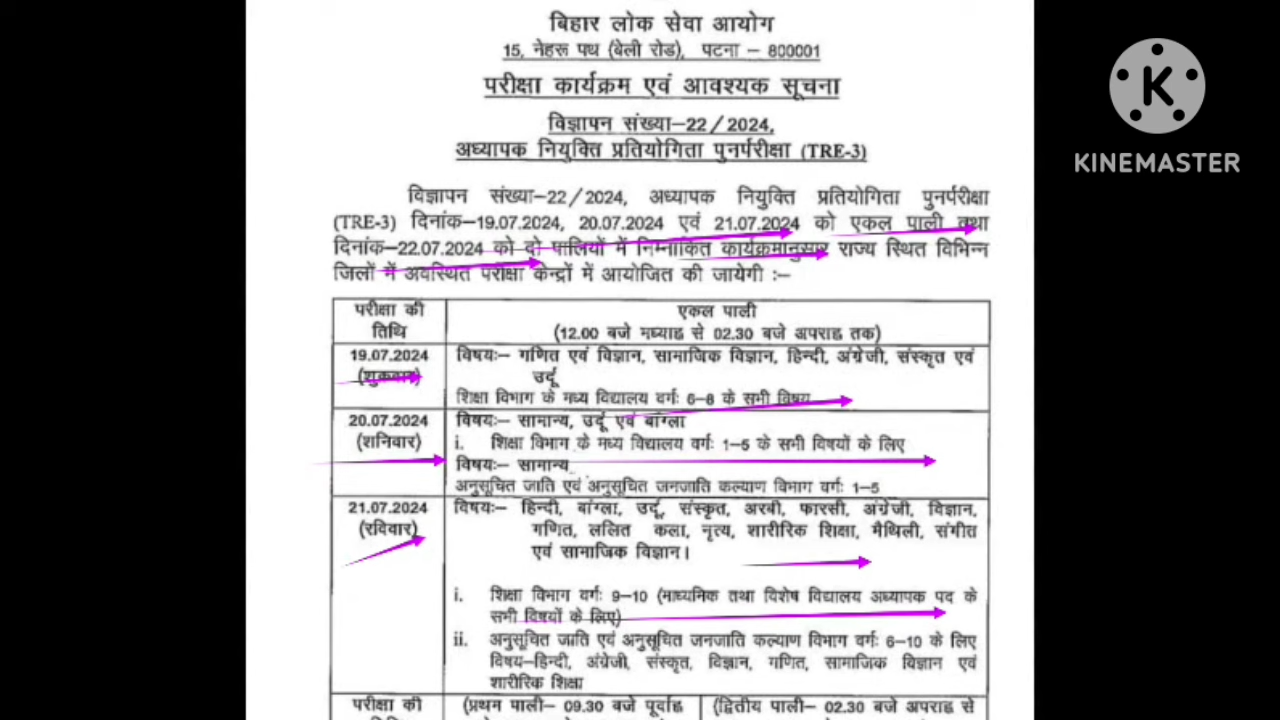 बिहार लोक सेवा आयोग
15, नेहरू पथ (बेली रोड), पटना – 800001
परीक्षा कार्यक्रम एवं आवश्यक सूचना
विज्ञापन संख्या–22/2024,
अध्यापक नियुक्ति प्रतियोगिता पुनर्परीक्षा (TRE-3)
विज्ञापन संख्या–22/2024, अध्यापक नियुक्ति प्रतियोगिता पुनर्परीक्षा
(TRE-3) दिनांक–19.07.2024, 20.07.2024 एवं 21.07.2024 को एकल पाली तथा
दिनांक–22.07.2024 को दो पालियों में निम्नांकित कार्यक्रमानुसार राज्य स्थित विभिन्न
जिलों में अवस्थित परीक्षा केन्द्रों में आयोजित की जायेगी :–
परीक्षा की
तिथि
एकल पाली
(12.00 बजे मध्याह्न से 02.30 बजे अपराह्न तक)
19.07.2024
(शुक्रवार)
विषयः– गणित एवं विज्ञान, सामाजिक विज्ञान, हिन्दी, अंग्रेजी, संस्कृत एवं
उर्दू
शिक्षा विभाग के मध्य विद्यालय वर्गः 6–8 के सभी विषय
20.07.2024
(शनिवार)
विषयः– सामान्य, उर्दू एवं बांग्ला
i. शिक्षा विभाग के मध्य विद्यालय वर्गः 1–5 के सभी विषयों के लिए
विषयः– सामान्य
अनुसूचित जाति एवं अनुसूचित जनजाति कल्याण विभाग वर्गः 1–5
21.07.2024
(रविवार)
विषयः– हिन्दी, बांग्ला, उर्दू, संस्कृत, अरबी, फारसी, अंग्रेजी, विज्ञान,
गणित, ललित कला, नृत्य, शारीरिक शिक्षा, मैथिली, संगीत
एवं सामाजिक विज्ञान।
i. शिक्षा विभाग वर्गः 9–10 (माध्यमिक तथा विशेष विद्यालय अध्यापक पद के
सभी विषयों के लिए)
ii. अनुसूचित जाति एवं अनुसूचित जनजाति कल्याण विभाग वर्गः 6–10 के लिए
विषय–हिन्दी, अंग्रेजी, संस्कृत, विज्ञान, गणित, सामाजिक विज्ञान एवं
शारीरिक शिक्षा
परीक्षा की
(प्रथम पाली– 09.30 बजे पूर्वाह्न
(द्वितीय पाली– 02.30 बजे अपराह्न से
K
KINEMASTER